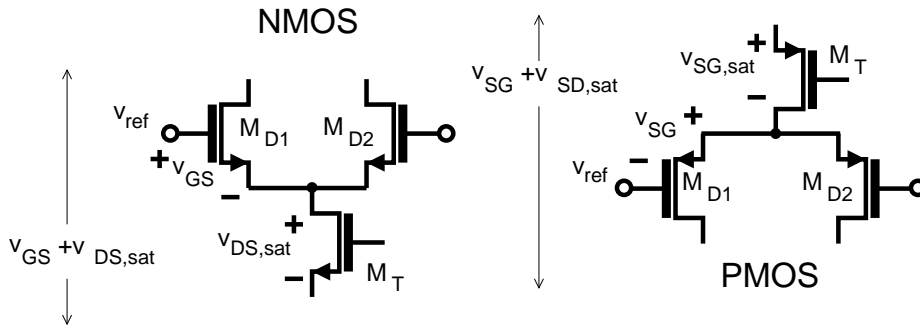 NMOS
v_ref
M_D1
M_D2
+
v_GS
–
v_GS + v_DS,sat
+
v_DS,sat
–
M_T
v_SG + v_SD,sat
+
v_SG,sat
–
M_T
v_SG +
–
v_ref
M_D1
M_D2
PMOS